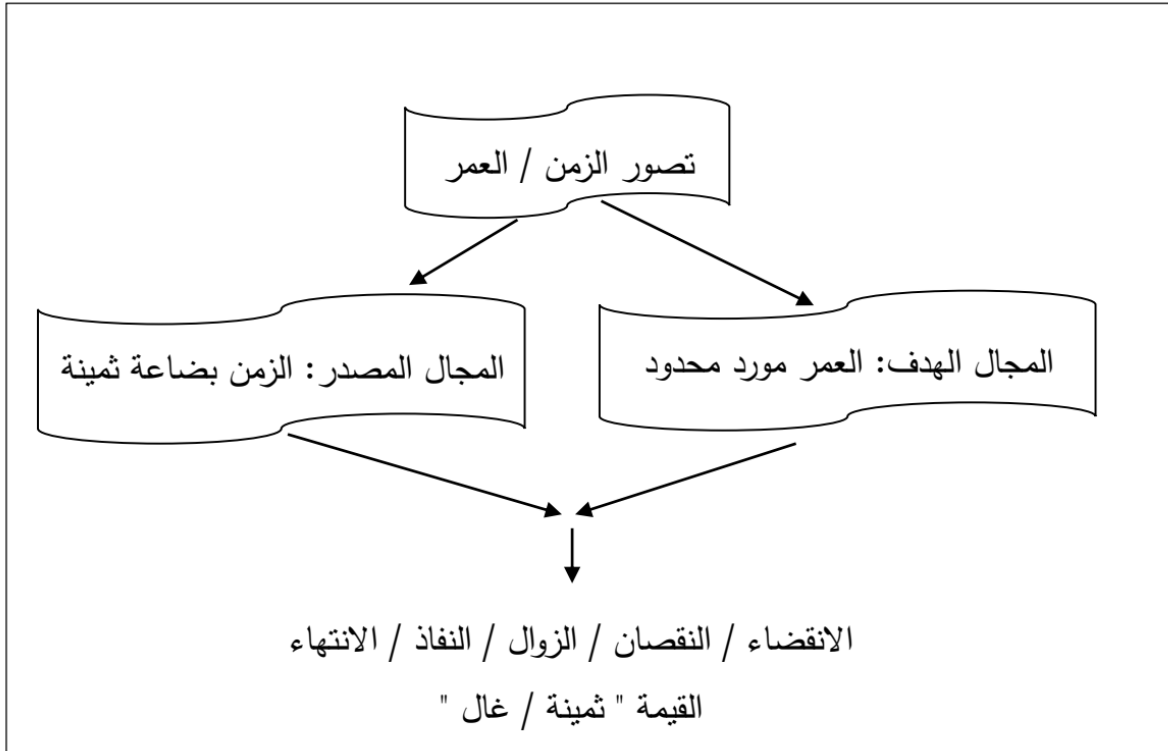 تصور الزمن / العمر
المجال الهدف: العمر مورد محدود
المجال المصدر: الزمن بضاعة ثمينة
الانقضاء / النقصان / الزوال / النفاذ / الانتهاء
القيمة " ثمينة / غال "